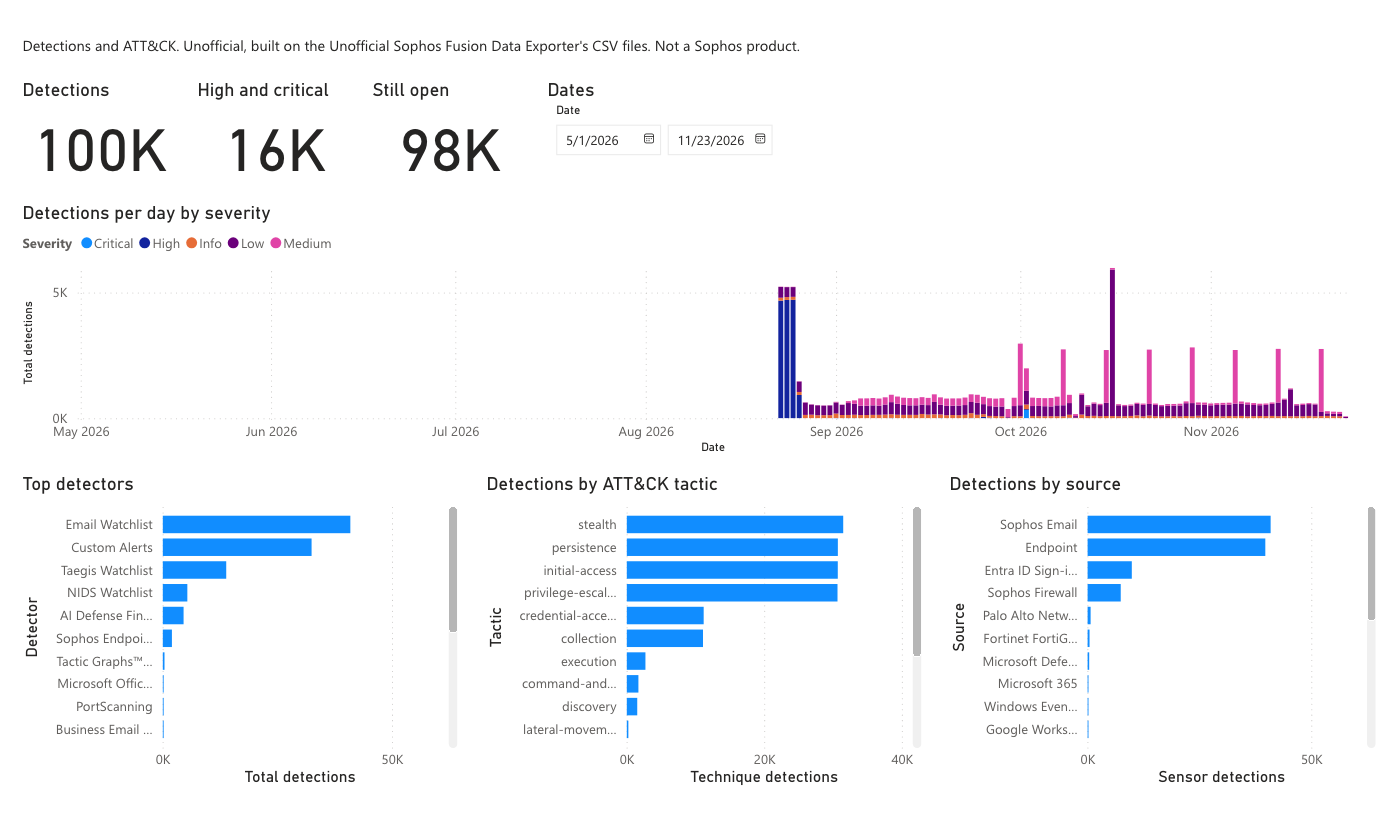 Detections and ATT&CK. Unofficial, built on the Unofficial Sophos Fusion Data Exporter's CSV files. Not a Sophos product.
Detections High and critical Still open Dates
Date
100K 16K 98K 5/1/2026 11/23/2026
Detections per day by severity
Severity Critical High Info Low Medium
Total detections
5K
0K
May 2026 Jun 2026 Jul 2026 Aug 2026 Sep 2026 Oct 2026 Nov 2026
Date
Top detectors
Detector
Email Watchlist
Custom Alerts
Taegis Watchlist
NIDS Watchlist
AI Defense Fin...
Sophos Endpoi...
Tactic Graphs™...
Microsoft Offic...
PortScanning
Business Email ...
0K 50K
Total detections
Detections by ATT&CK tactic
Tactic
stealth
persistence
initial-access
privilege-escal...
credential-acce...
collection
execution
command-and...
discovery
lateral-movem...
0K 20K 40K
Technique detections
Detections by source
Source
Sophos Email
Endpoint
Entra ID Sign-i...
Sophos Firewall
Palo Alto Netw...
Fortinet FortiG...
Microsoft Defe...
Microsoft 365
Windows Even...
Google Works...
0K 50K
Sensor detections